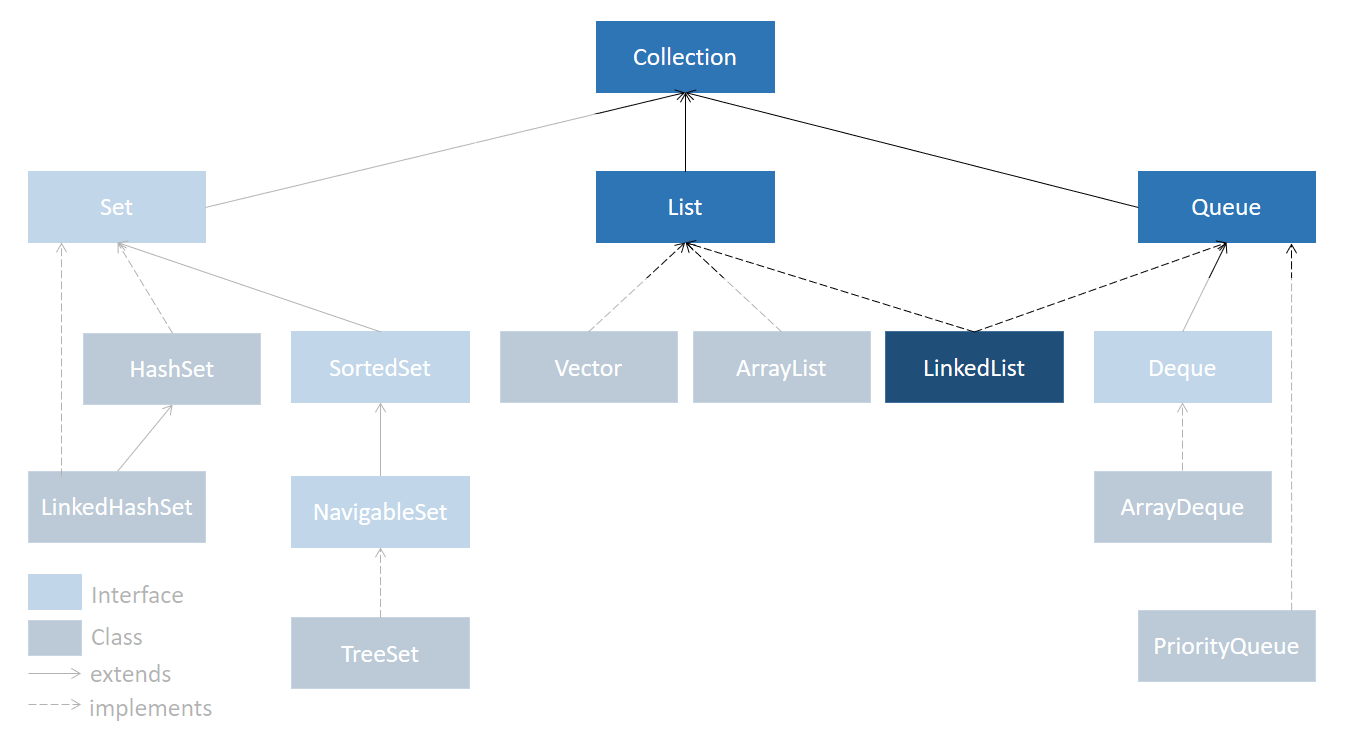 Collection
Set
List
Queue
HashSet
SortedSet
Vector
ArrayList
LinkedList
Deque
LinkedHashSet
NavigableSet
ArrayDeque
Interface
Class
TreeSet
PriorityQueue
extends
implements